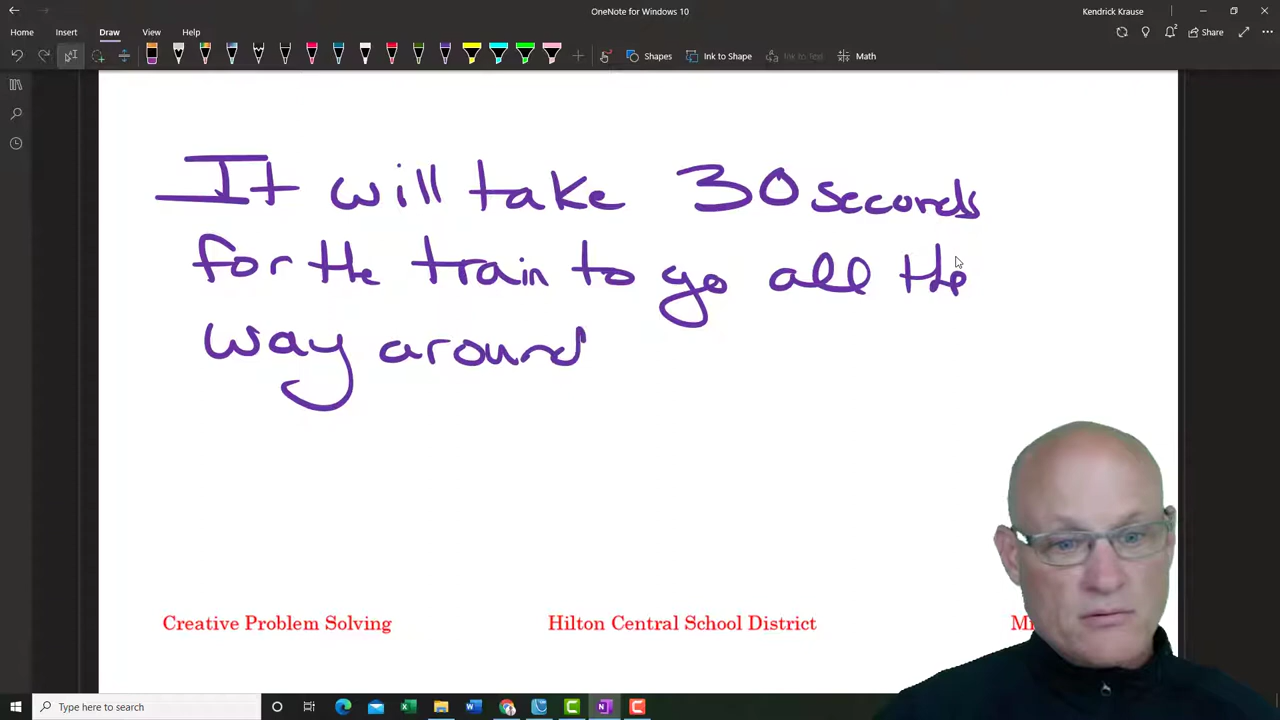 OneNote for Windows 10
Kendrick Krause
Home Insert Draw View Help
Share
Shapes Ink to Shape Ink to Text Math
It will take 30 seconds
for the train to go all the
way around
Creative Problem Solving Hilton Central School District
Type here to search